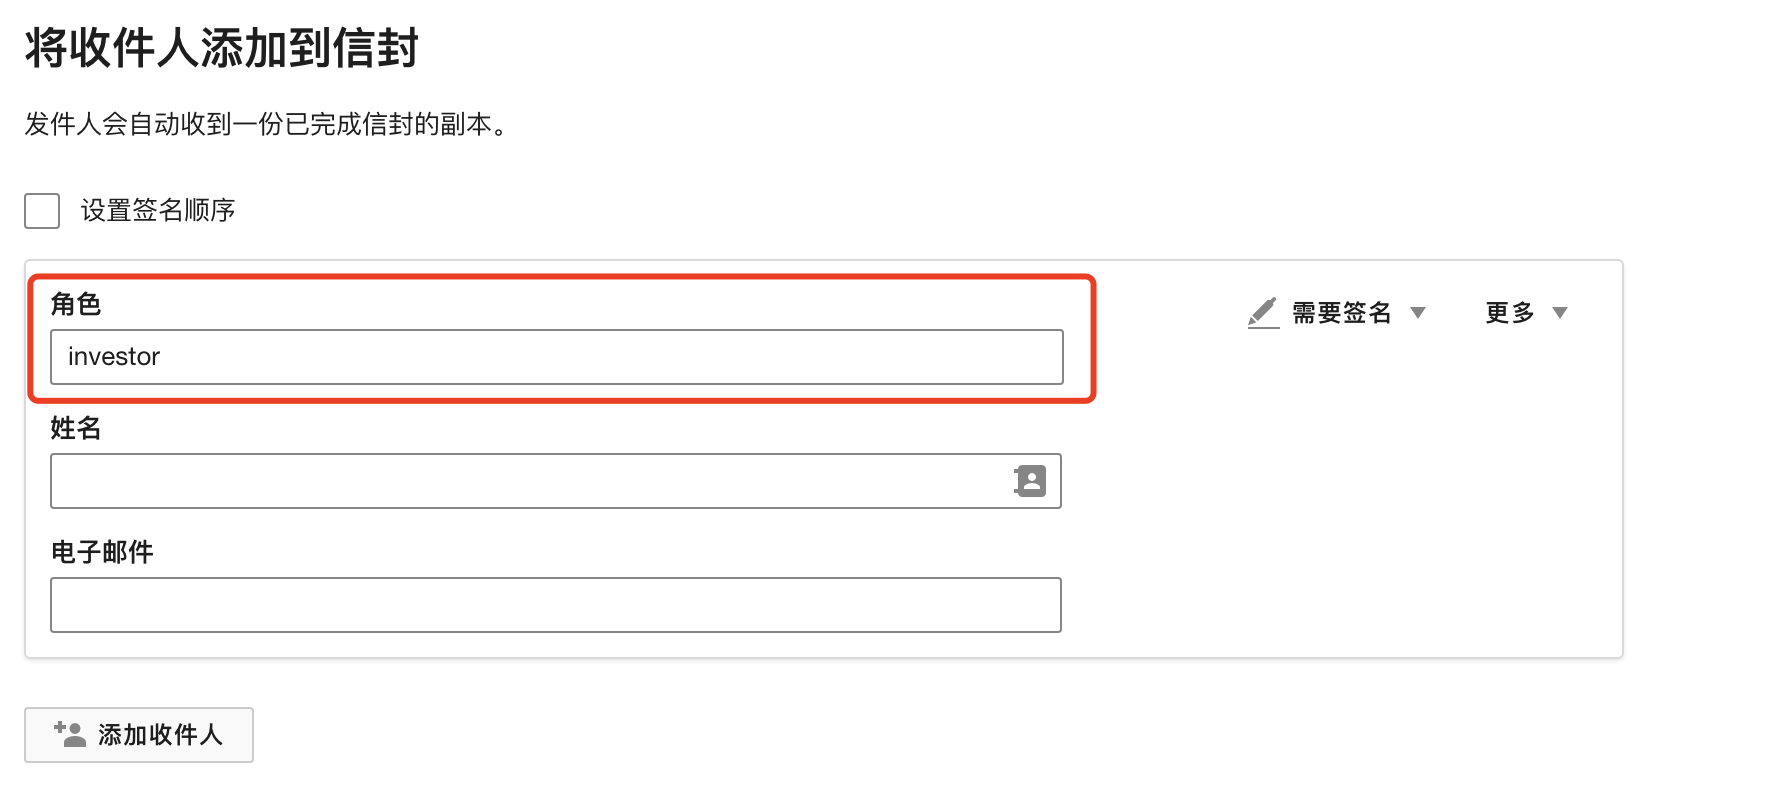 将收件人添加到信封
发件人会自动收到一份已完成信封的副本。
设置签名顺序
角色
需要签名 更多
investor
姓名
电子邮件
添加收件人